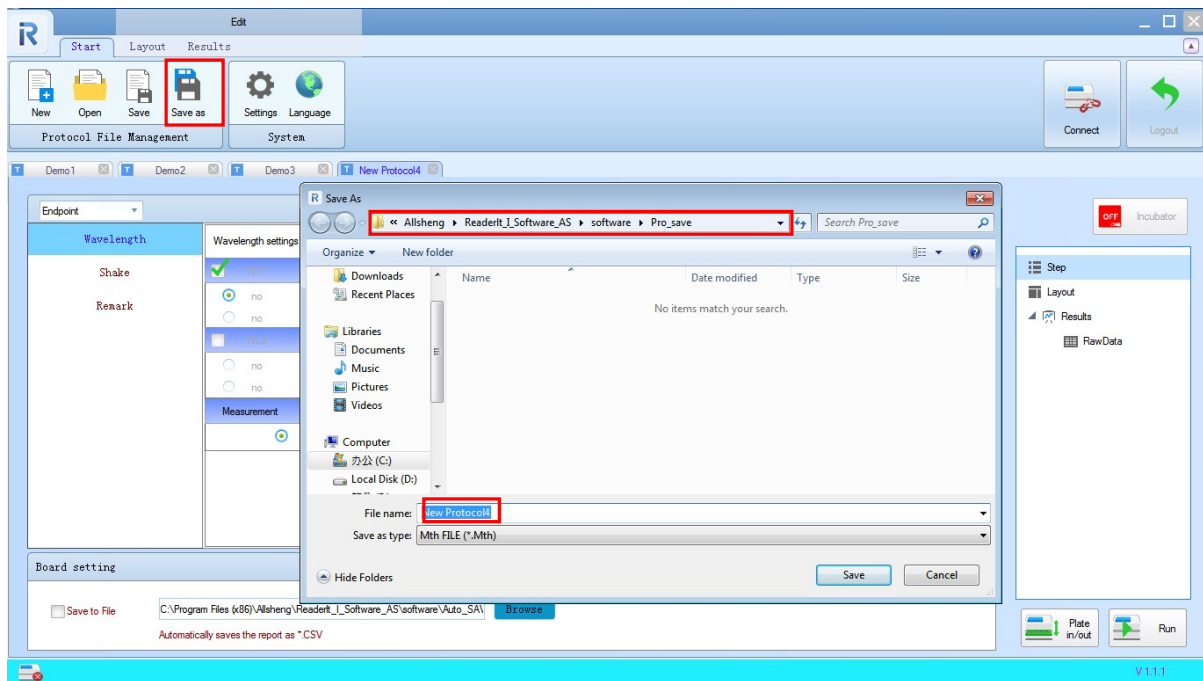 Edit
Start Layout Results
New Open Save Save as Settings Language
Protocol File Management System
Connect Logout
Demo1 Demo2 Demo3 New Protocol4
Endpoint
Wavelength
Shake
Remark
Wavelength settings
no
no
no
no
Measurement
Save As
« Allsheng ReaderIt_I_Software_AS software Pro_save
Search Pro_save
Organize New folder
Downloads
Recent Places
Libraries
Documents
Music
Pictures
Videos
Computer
办公 (C:)
Local Disk (D:)
Name Date modified Type Size
No items match your search.
File name: New Protocol4
Save as type: Mth FILE (*.Mth)
Hide Folders Save Cancel
OFF Incubator
Step
Layout
Results
RawData
Board setting
Save to File C:\Program Files (x86)\Allsheng\ReaderIt_I_Software_AS\software\Auto_SA\ Browse
Automatically saves the report as *.CSV
Plate in/out Run
V 1.1.1